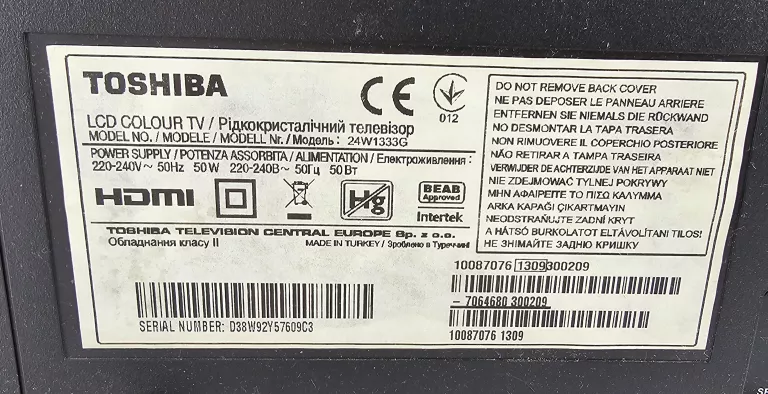 TOSHIBA
CE
012
LCD COLOUR TV / Рідкокристалічний телевізор
MODEL NO. / MODELE / MODELL Nr. / Модель: 24W1333G
POWER SUPPLY / POTENZA ASSORBITA / ALIMENTATION / Електроживлення:
220-240V~ 50Hz 50W 220-240В~ 50Гц 50Вт
HDMI
Hg
BEAB
Approved
Intertek
TOSHIBA TELEVISION CENTRAL EUROPE Sp. z o.o.
Обладнання класу II
MADE IN TURKEY / Зроблено в Туреччині
SERIAL NUMBER: D38W92Y57609C3
DO NOT REMOVE BACK COVER
NE PAS DEPOSER LE PANNEAU ARRIERE
ENTFERNEN SIE NIEMALS DIE RÜCKWAND
NO DESMONTAR LA TAPA TRASERA
NON RIMUOVERE IL COPERCHIO POSTERIORE
NÃO RETIRAR A TAMPA TRASEIRA
VERWIJDER DE ACHTERZIJDE VAN HET APPARAAT NIET
NIE ZDEJMOWAĆ TYLNEJ POKRYWY
ΜΗΝ ΑΦΑΙΡΕΙΤΕ ΤΟ ΠΙΣΩ ΚΑΛΥΜΜΑ
ARKA KAPAĞI ÇIKARTMAYIN
NEODSTRAŇUJTE ZADNÍ KRYT
A HÁTSÓ BURKOLATOT ELTÁVOLÍTANI TILOS!
НЕ ЗНІМАЙТЕ ЗАДНЮ КРИШКУ
10087076 1309 300209
- 7064680 300209
10087076 1309